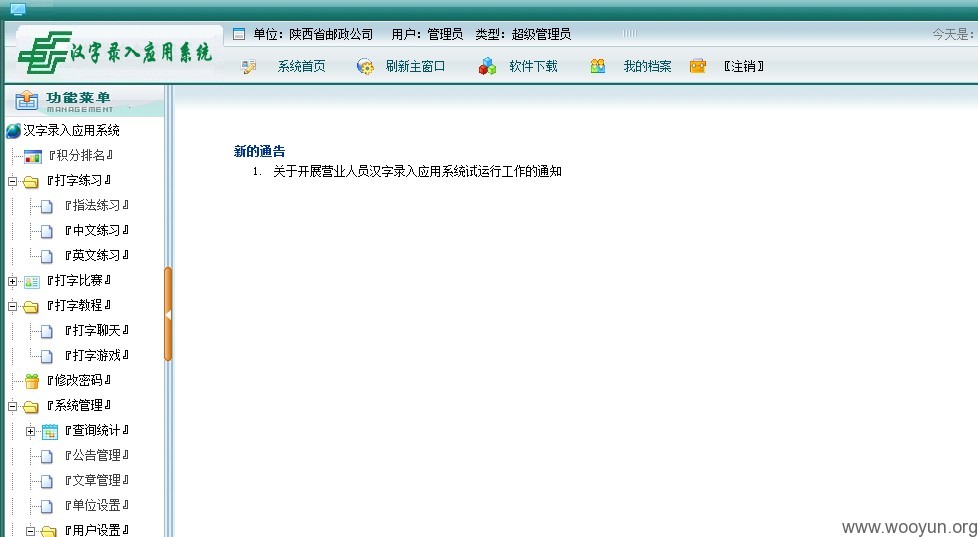 单位：陕西省邮政公司 用户：管理员 类型：超级管理员
今天是：
汉字录入应用系统
系统首页 刷新主窗口 软件下载 我的档案 〖注销〗
功能菜单
MANAGEMENT
汉字录入应用系统
『积分排名』
『打字练习』
『指法练习』
『中文练习』
『英文练习』
『打字比赛』
『打字教程』
『打字聊天』
『打字游戏』
『修改密码』
『系统管理』
『查询统计』
『公告管理』
『文章管理』
『单位设置』
『用户设置』
新的通告
1. 关于开展营业人员汉字录入应用系统试运行工作的通知
www.wooyun.org